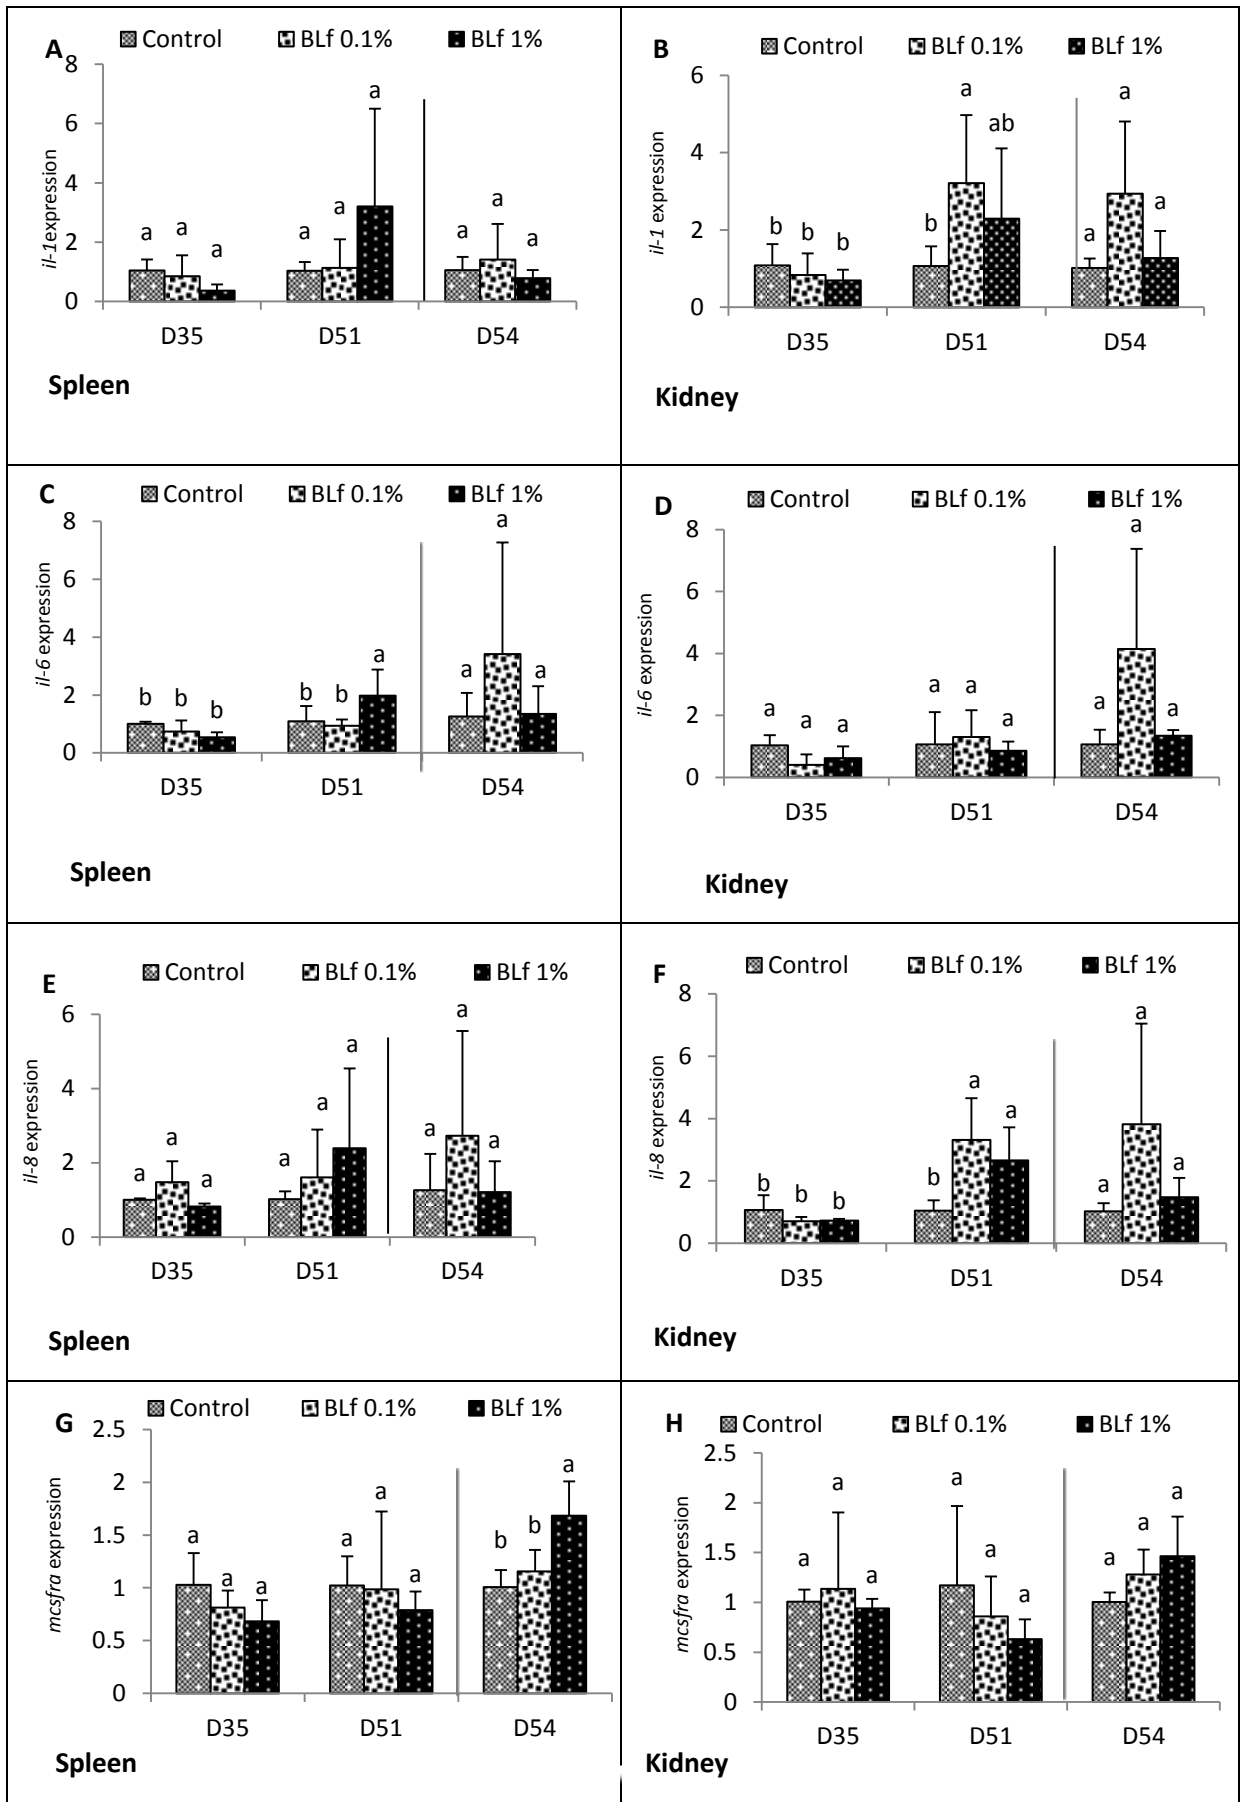 A
Control BLf 0.1% BLf 1%
8
6
4
2
0
il-1expression
a a a a a a a a a
D35 D51 D54
Spleen
B
Control BLf 0.1% BLf 1%
6
4
2
0
il-1 expression
b b b b a ab a a a
D35 D51 D54
Kidney
C
Control BLf 0.1% BLf 1%
8
6
4
2
0
il-6 expression
b b b b b a a a a
D35 D51 D54
Spleen
D
Control BLf 0.1% BLf 1%
8
6
4
2
0
il-6 expression
a a a a a a a a a
D35 D51 D54
Kidney
E
Control BLf 0.1% BLf 1%
6
4
2
0
il-8 expression
a a a a a a a a a
D35 D51 D54
Spleen
F
Control BLf 0.1% BLf 1%
8
6
4
2
0
il-8 expression
b b b b a a a a a
D35 D51 D54
Kidney
G
Control BLf 0.1% BLf 1%
2.5
2
1.5
1
0.5
0
mcsfra expression
a a a a a a b b a
D35 D51 D54
Spleen
H
Control BLf 0.1% BLf 1%
2.5
2
1.5
1
0.5
0
mcsfra expression
a a a a a a a a a
D35 D51 D54
Kidney